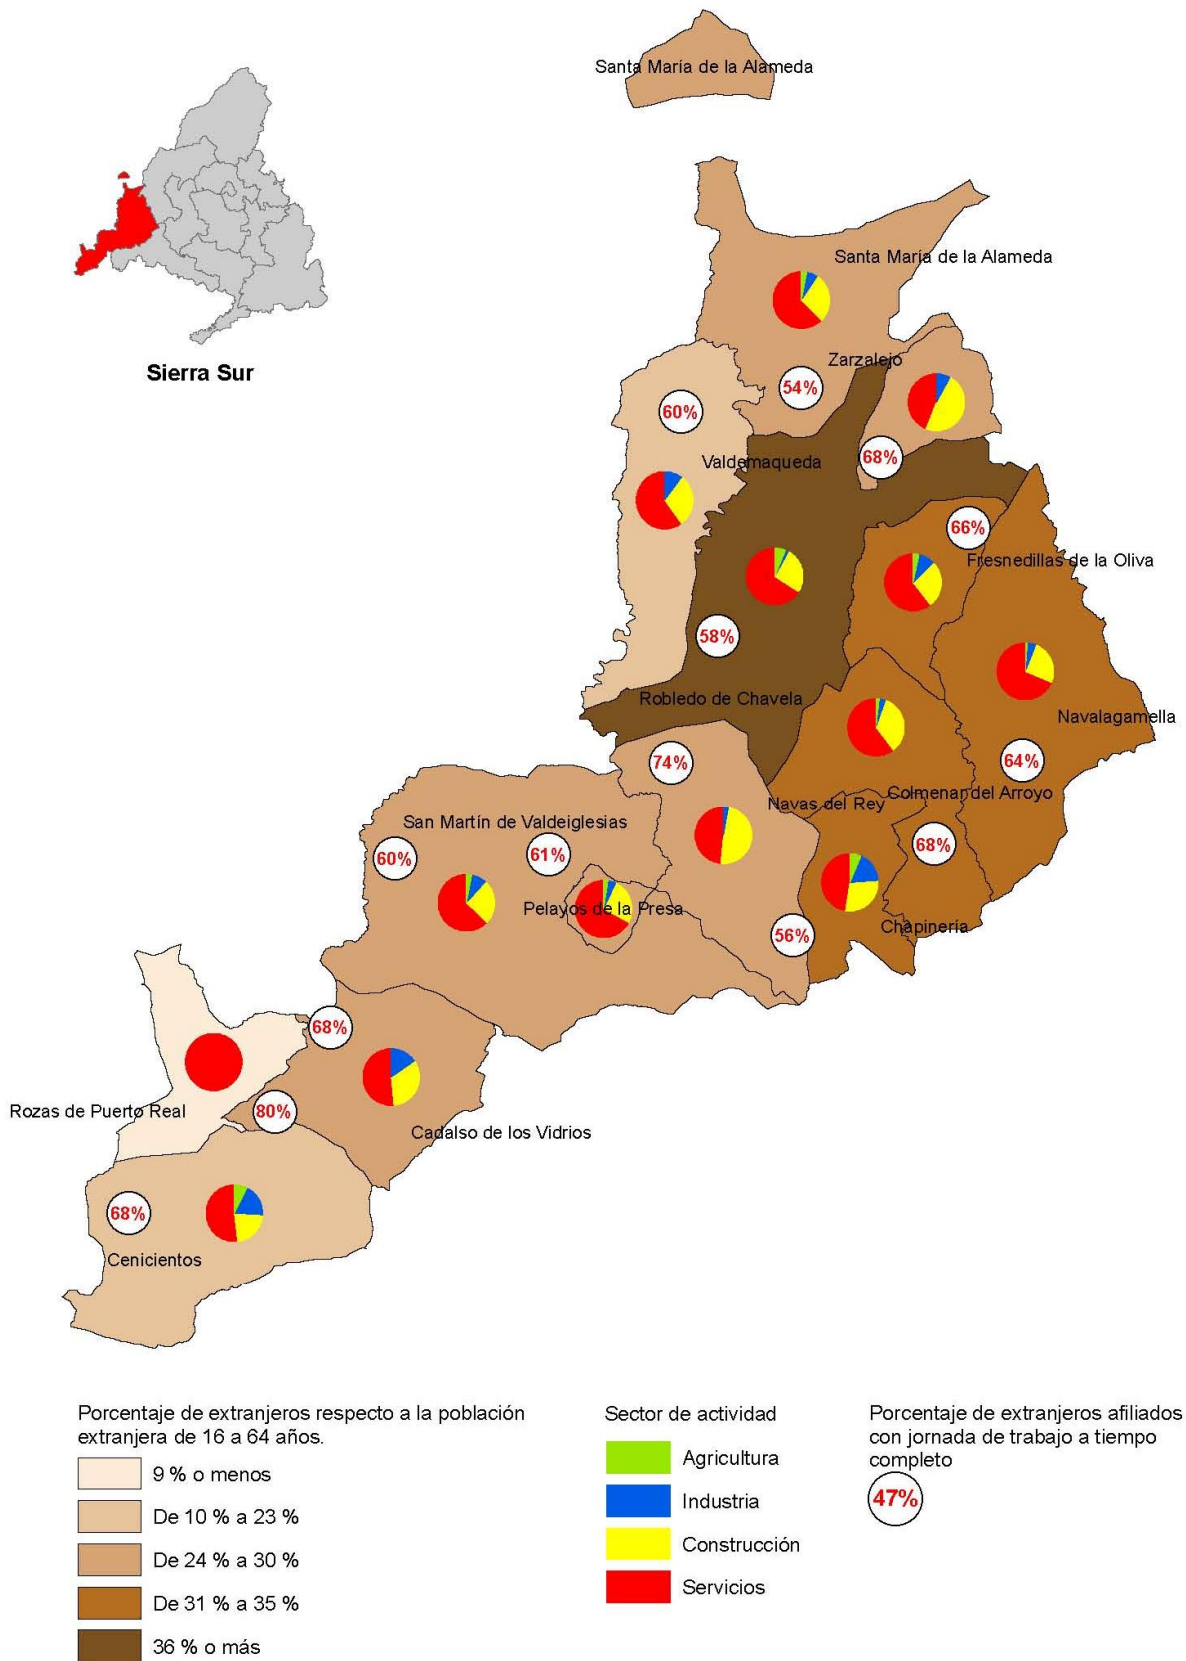 Santa María de la Alameda
Sierra Sur
Santa María de la Alameda
Zarzalejo
54%
60%
Valdemaqueda
68%
66%
Fresnedillas de la Oliva
58%
Robledo de Chavela
Navalagamella
64%
74%
Navas del Rey
Colmenar del Arroyo
San Martín de Valdeiglesias
60%
61%
68%
Pelayos de la Presa
Chapinería
56%
68%
Rozas de Puerto Real
80%
Cadalso de los Vidrios
68%
Cenicientos
Porcentaje de extranjeros respecto a la población
extranjera de 16 a 64 años.
9 % o menos
De 10 % a 23 %
De 24 % a 30 %
De 31 % a 35 %
36 % o más
Sector de actividad
Agricultura
Industria
Construcción
Servicios
Porcentaje de extranjeros afiliados
con jornada de trabajo a tiempo
completo
47%